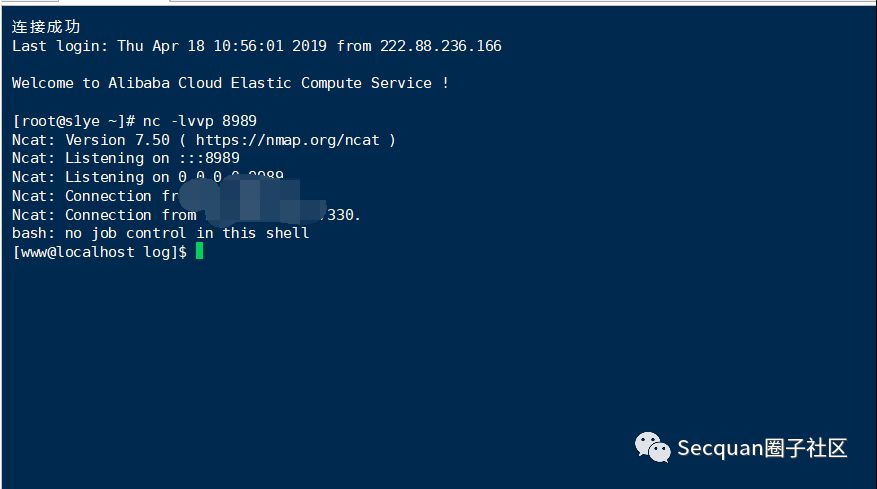 连接成功
Last login: Thu Apr 18 10:56:01 2019 from 222.88.236.166
Welcome to Alibaba Cloud Elastic Compute Service !
[root@s1ye ~]# nc -lvvp 8989
Ncat: Version 7.50 ( https://nmap.org/ncat )
Ncat: Listening on :::8989
Ncat: Listening on 0.0.0.0:8989
Ncat: Connection
Ncat: Connection from 330.
bash: no job control in this shell
[www@localhost log]$
Secquan圈子社区